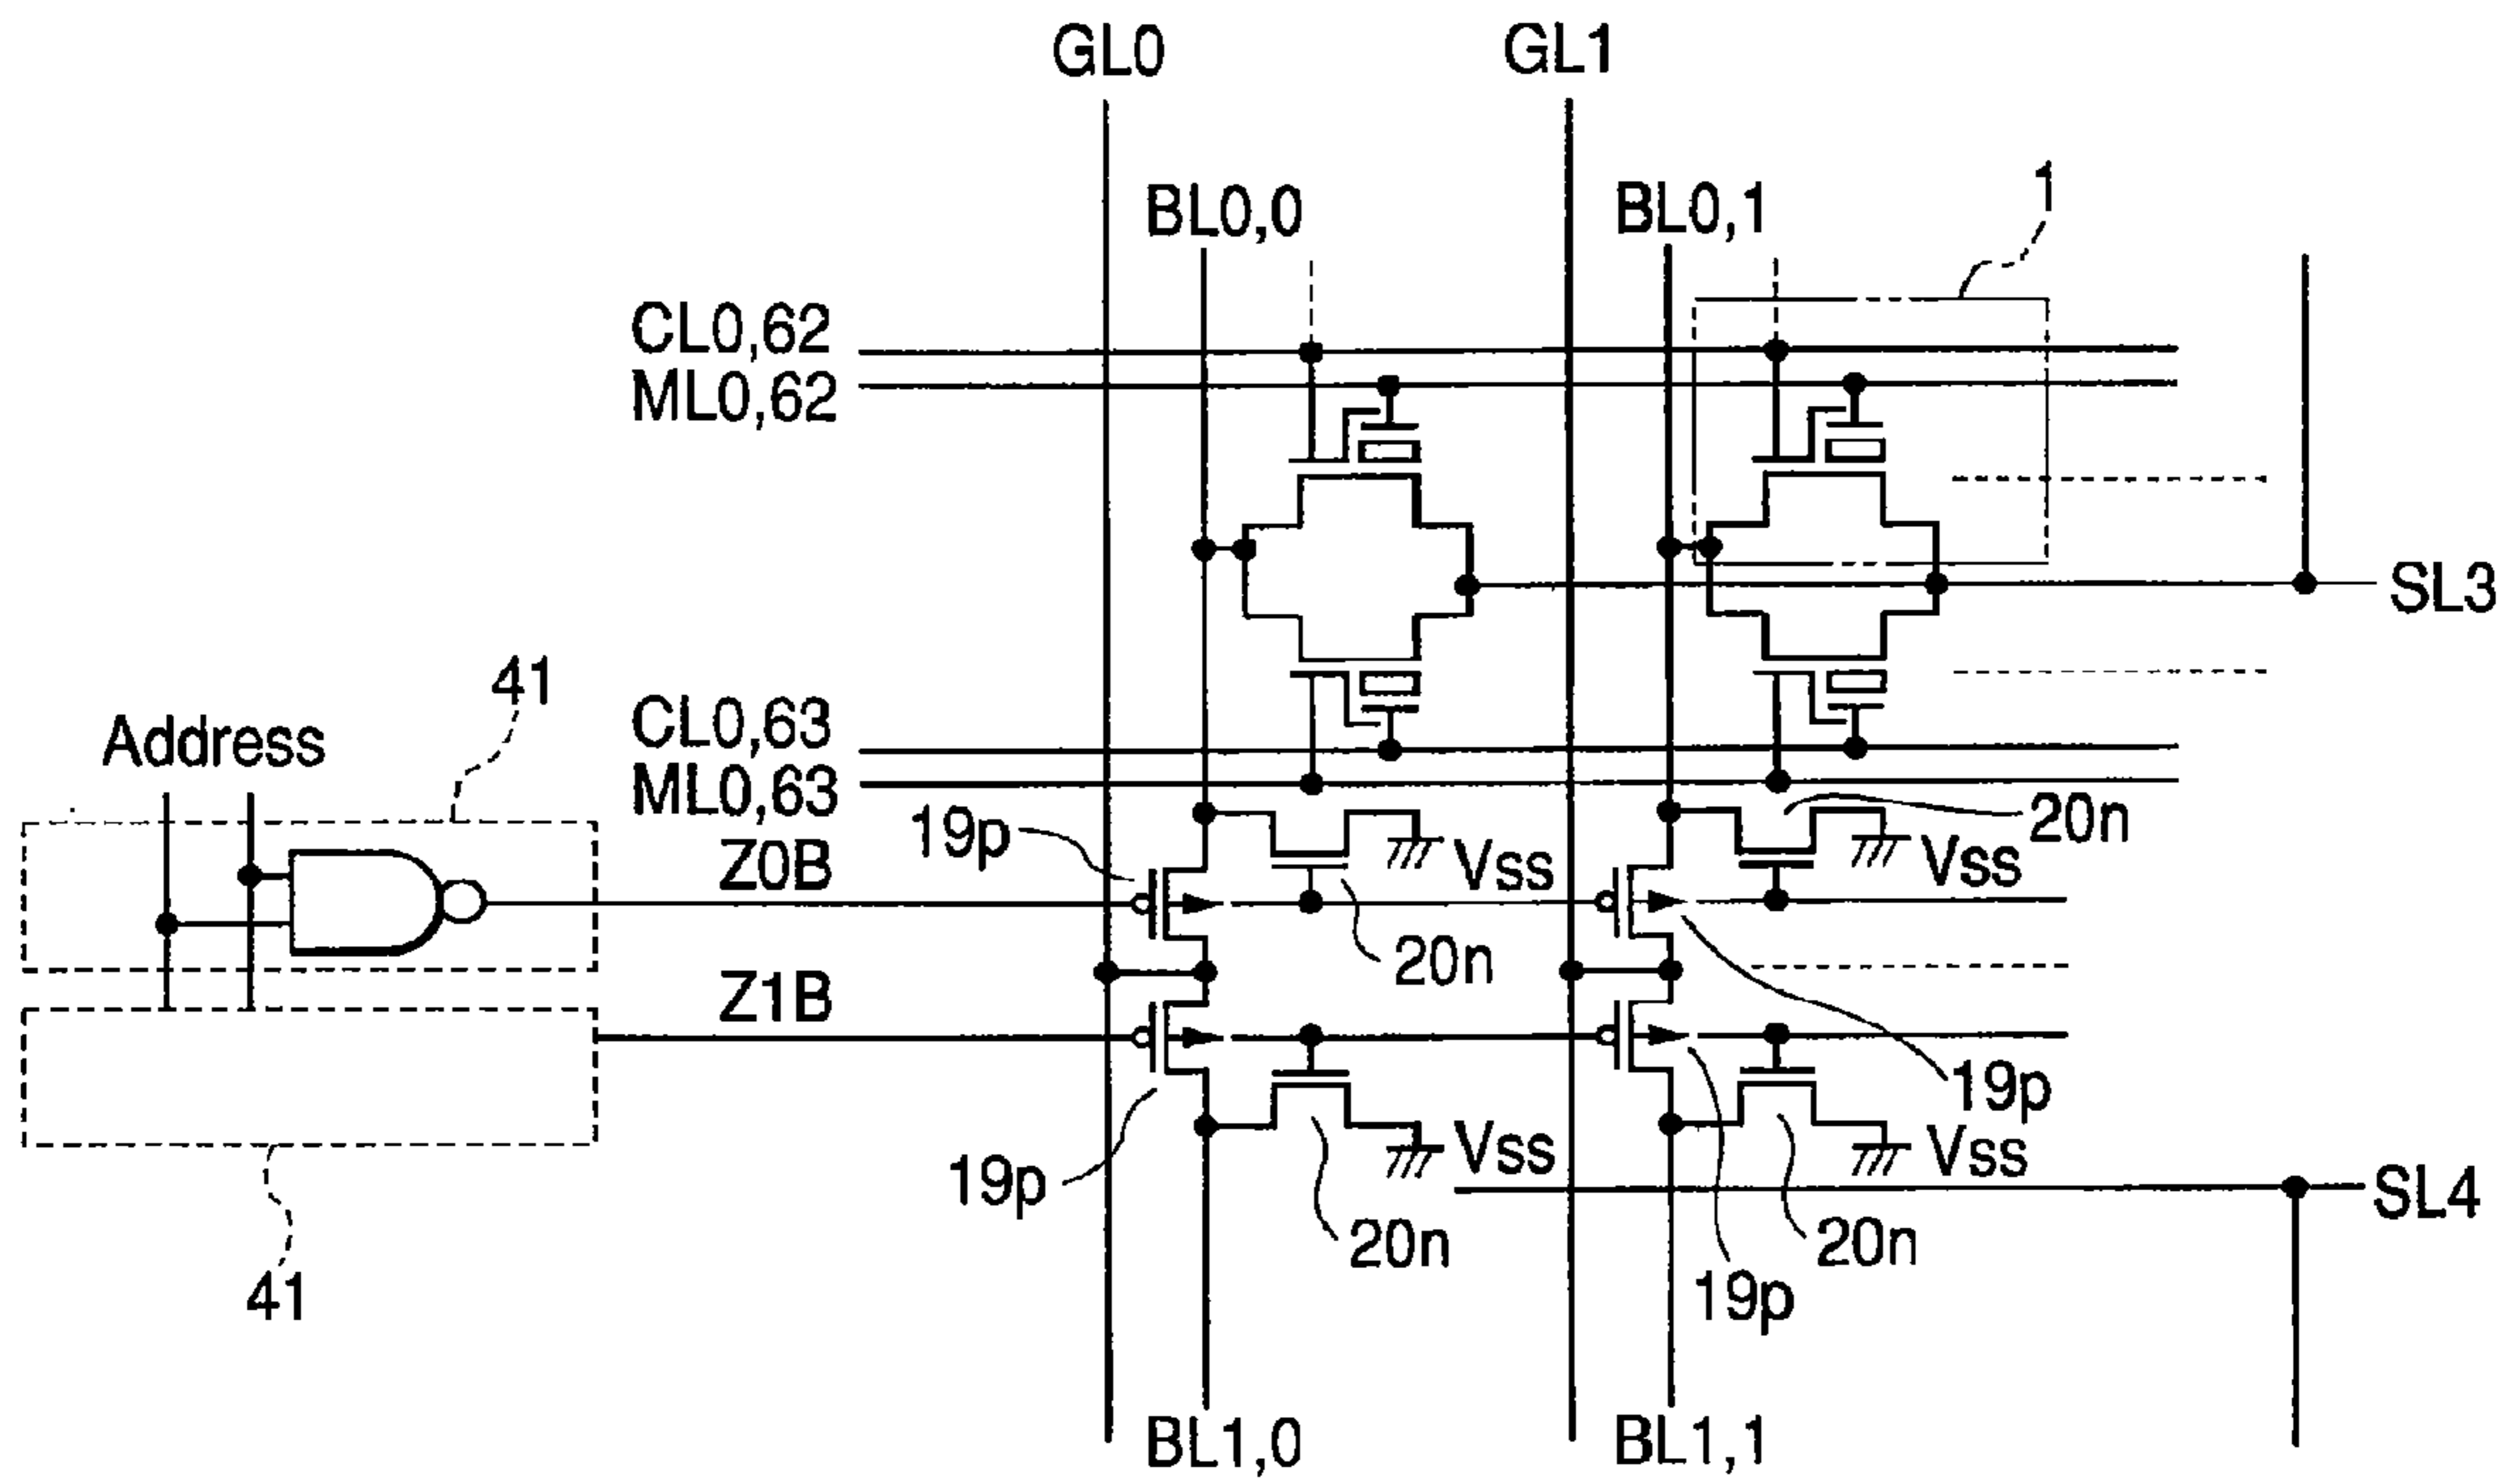 GL0
GL1
BL0,0
BL0,1
1
CL0,62
ML0,62
SL3
41
Address
CL0,63
ML0,63
19p
20n
Z0B
Vss
Vss
20n
Z1B
19p
Vss
Vss
19p
SL4
20n
20n
41
19p
BL1,0
BL1,1